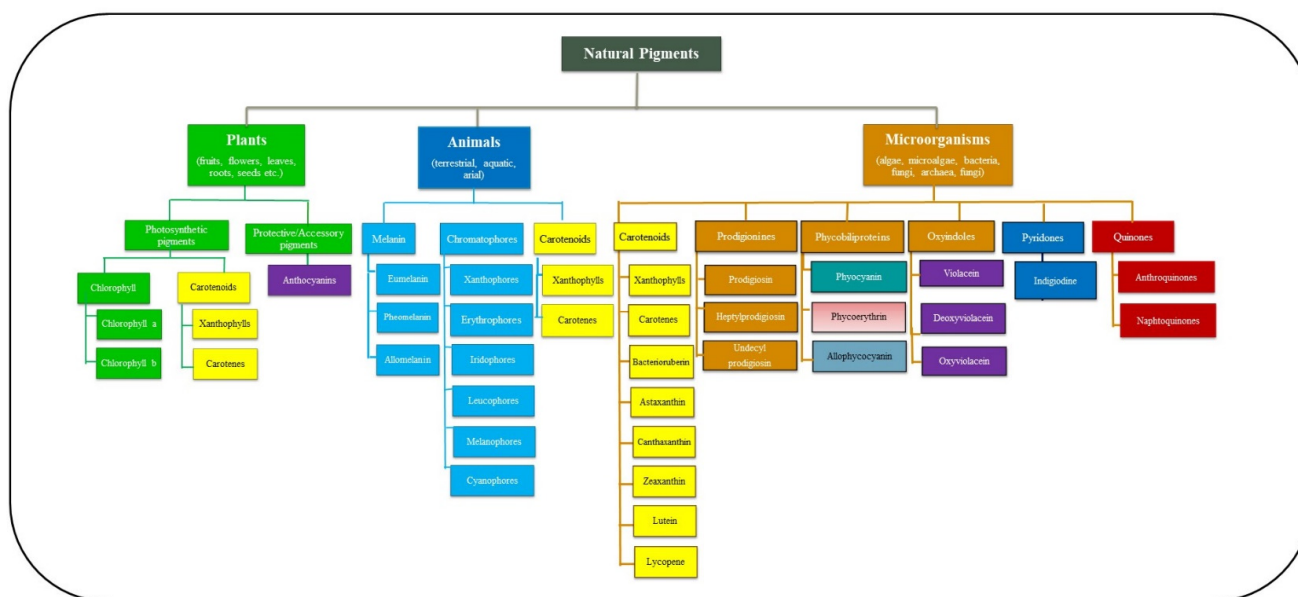 Natural Pigments
Plants
(fruits, flowers, leaves,
roots, seeds etc.)
Animals
(terrestrial, aquatic,
arial)
Microorganisms
(algae, microalgae, bacteria,
fungi, archaea, fungi)
Photosynthetic
pigments
Protective/Accessory
pigments
Chlorophyll
Chlorophyll a
Chlorophyll b
Carotenoids
Xanthophylls
Carotenes
Anthocyanins
Melanin
Eumelanin
Pheomelanin
Allomelanin
Chromatophores
Xanthophores
Erythrophores
Iridophores
Leucophores
Melanophores
Cyanophores
Carotenoids
Xanthophylls
Carotenes
Carotenoids
Xanthophylls
Carotenes
Bacterioruberin
Astaxanthin
Canthaxanthin
Zeaxanthin
Lutein
Lycopene
Prodigionines
Prodigiosin
Heptylprodigiosin
Undecyl
prodigiosin
Phycobiliproteins
Phyocyanin
Phycoerythrin
Allophycocyanin
Oxyindoles
Violacein
Deoxyviolacein
Oxyviolacein
Pyridones
Indigiodine
Quinones
Anthroquinones
Naphtoquinones